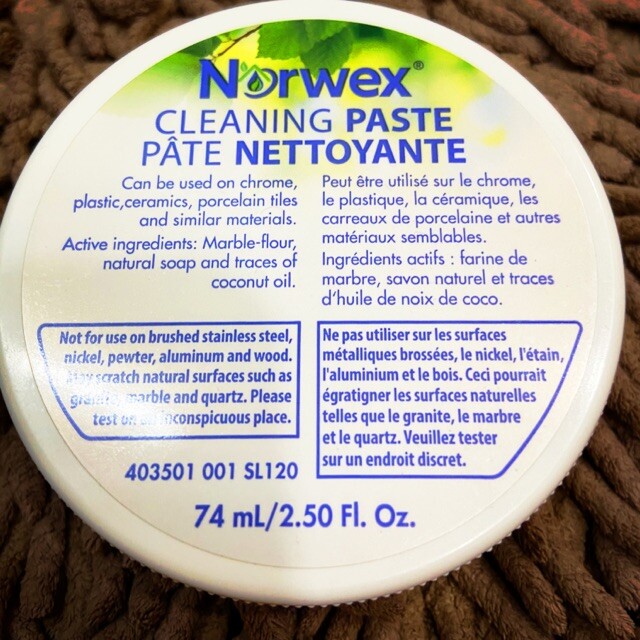 Norwex®
CLEANING PASTE
PÂTE NETTOYANTE
Can be used on chrome,
plastic,ceramics, porcelain tiles
and similar materials.
Active ingredients: Marble-flour,
natural soap and traces of
coconut oil.
Peut être utilisé sur le chrome,
le plastique, la céramique, les
carreaux de porcelaine et autres
matériaux semblables.
Ingrédients actifs : farine de
marbre, savon naturel et traces
d'huile de noix de coco.
Not for use on brushed stainless steel,
nickel, pewter, aluminum and wood.
May scratch natural surfaces such as
granite, marble and quartz. Please
test on an inconspicuous place.
Ne pas utiliser sur les surfaces
métalliques brossées, le nickel, l'étain,
l'aluminium et le bois. Ceci pourrait
égratigner les surfaces naturelles
telles que le granite, le marbre
et le quartz. Veuillez tester
sur un endroit discret.
403501 001 SL120
74 mL/2.50 Fl. Oz.